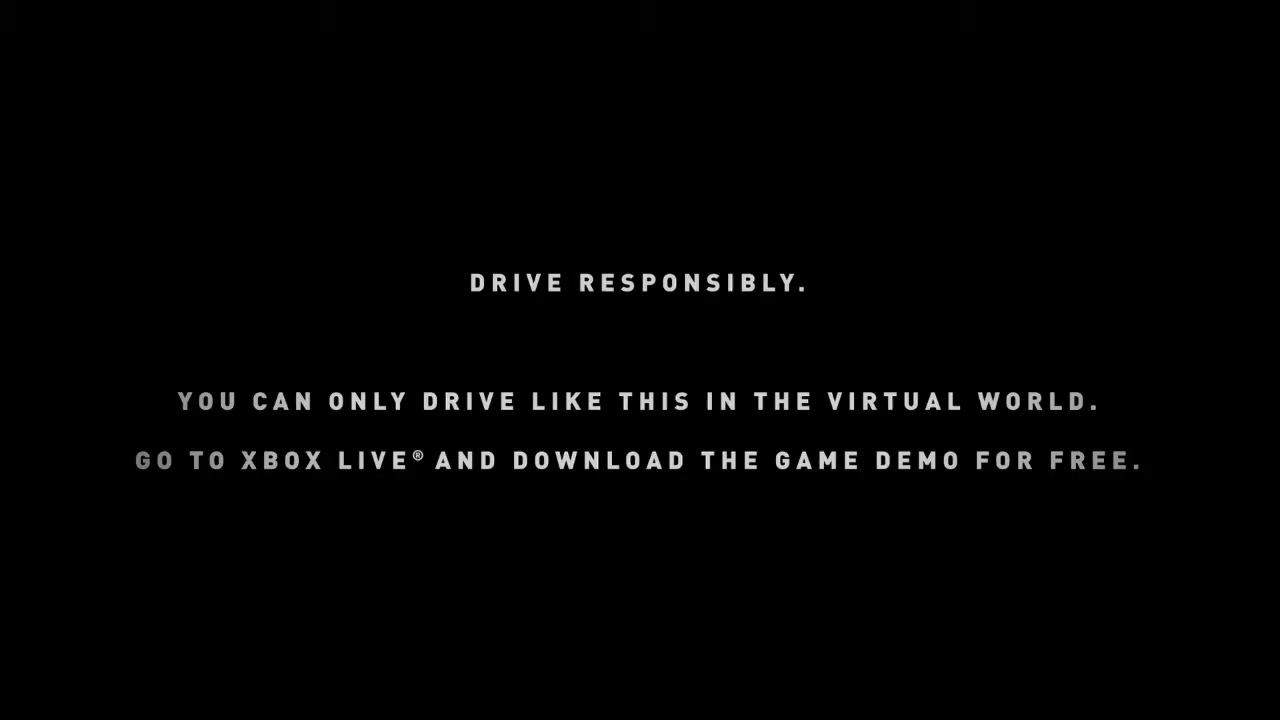 DRIVE RESPONSIBLY.
YOU CAN ONLY DRIVE LIKE THIS IN THE VIRTUAL WORLD.
GO TO XBOX LIVE® AND DOWNLOAD THE GAME DEMO FOR FREE.